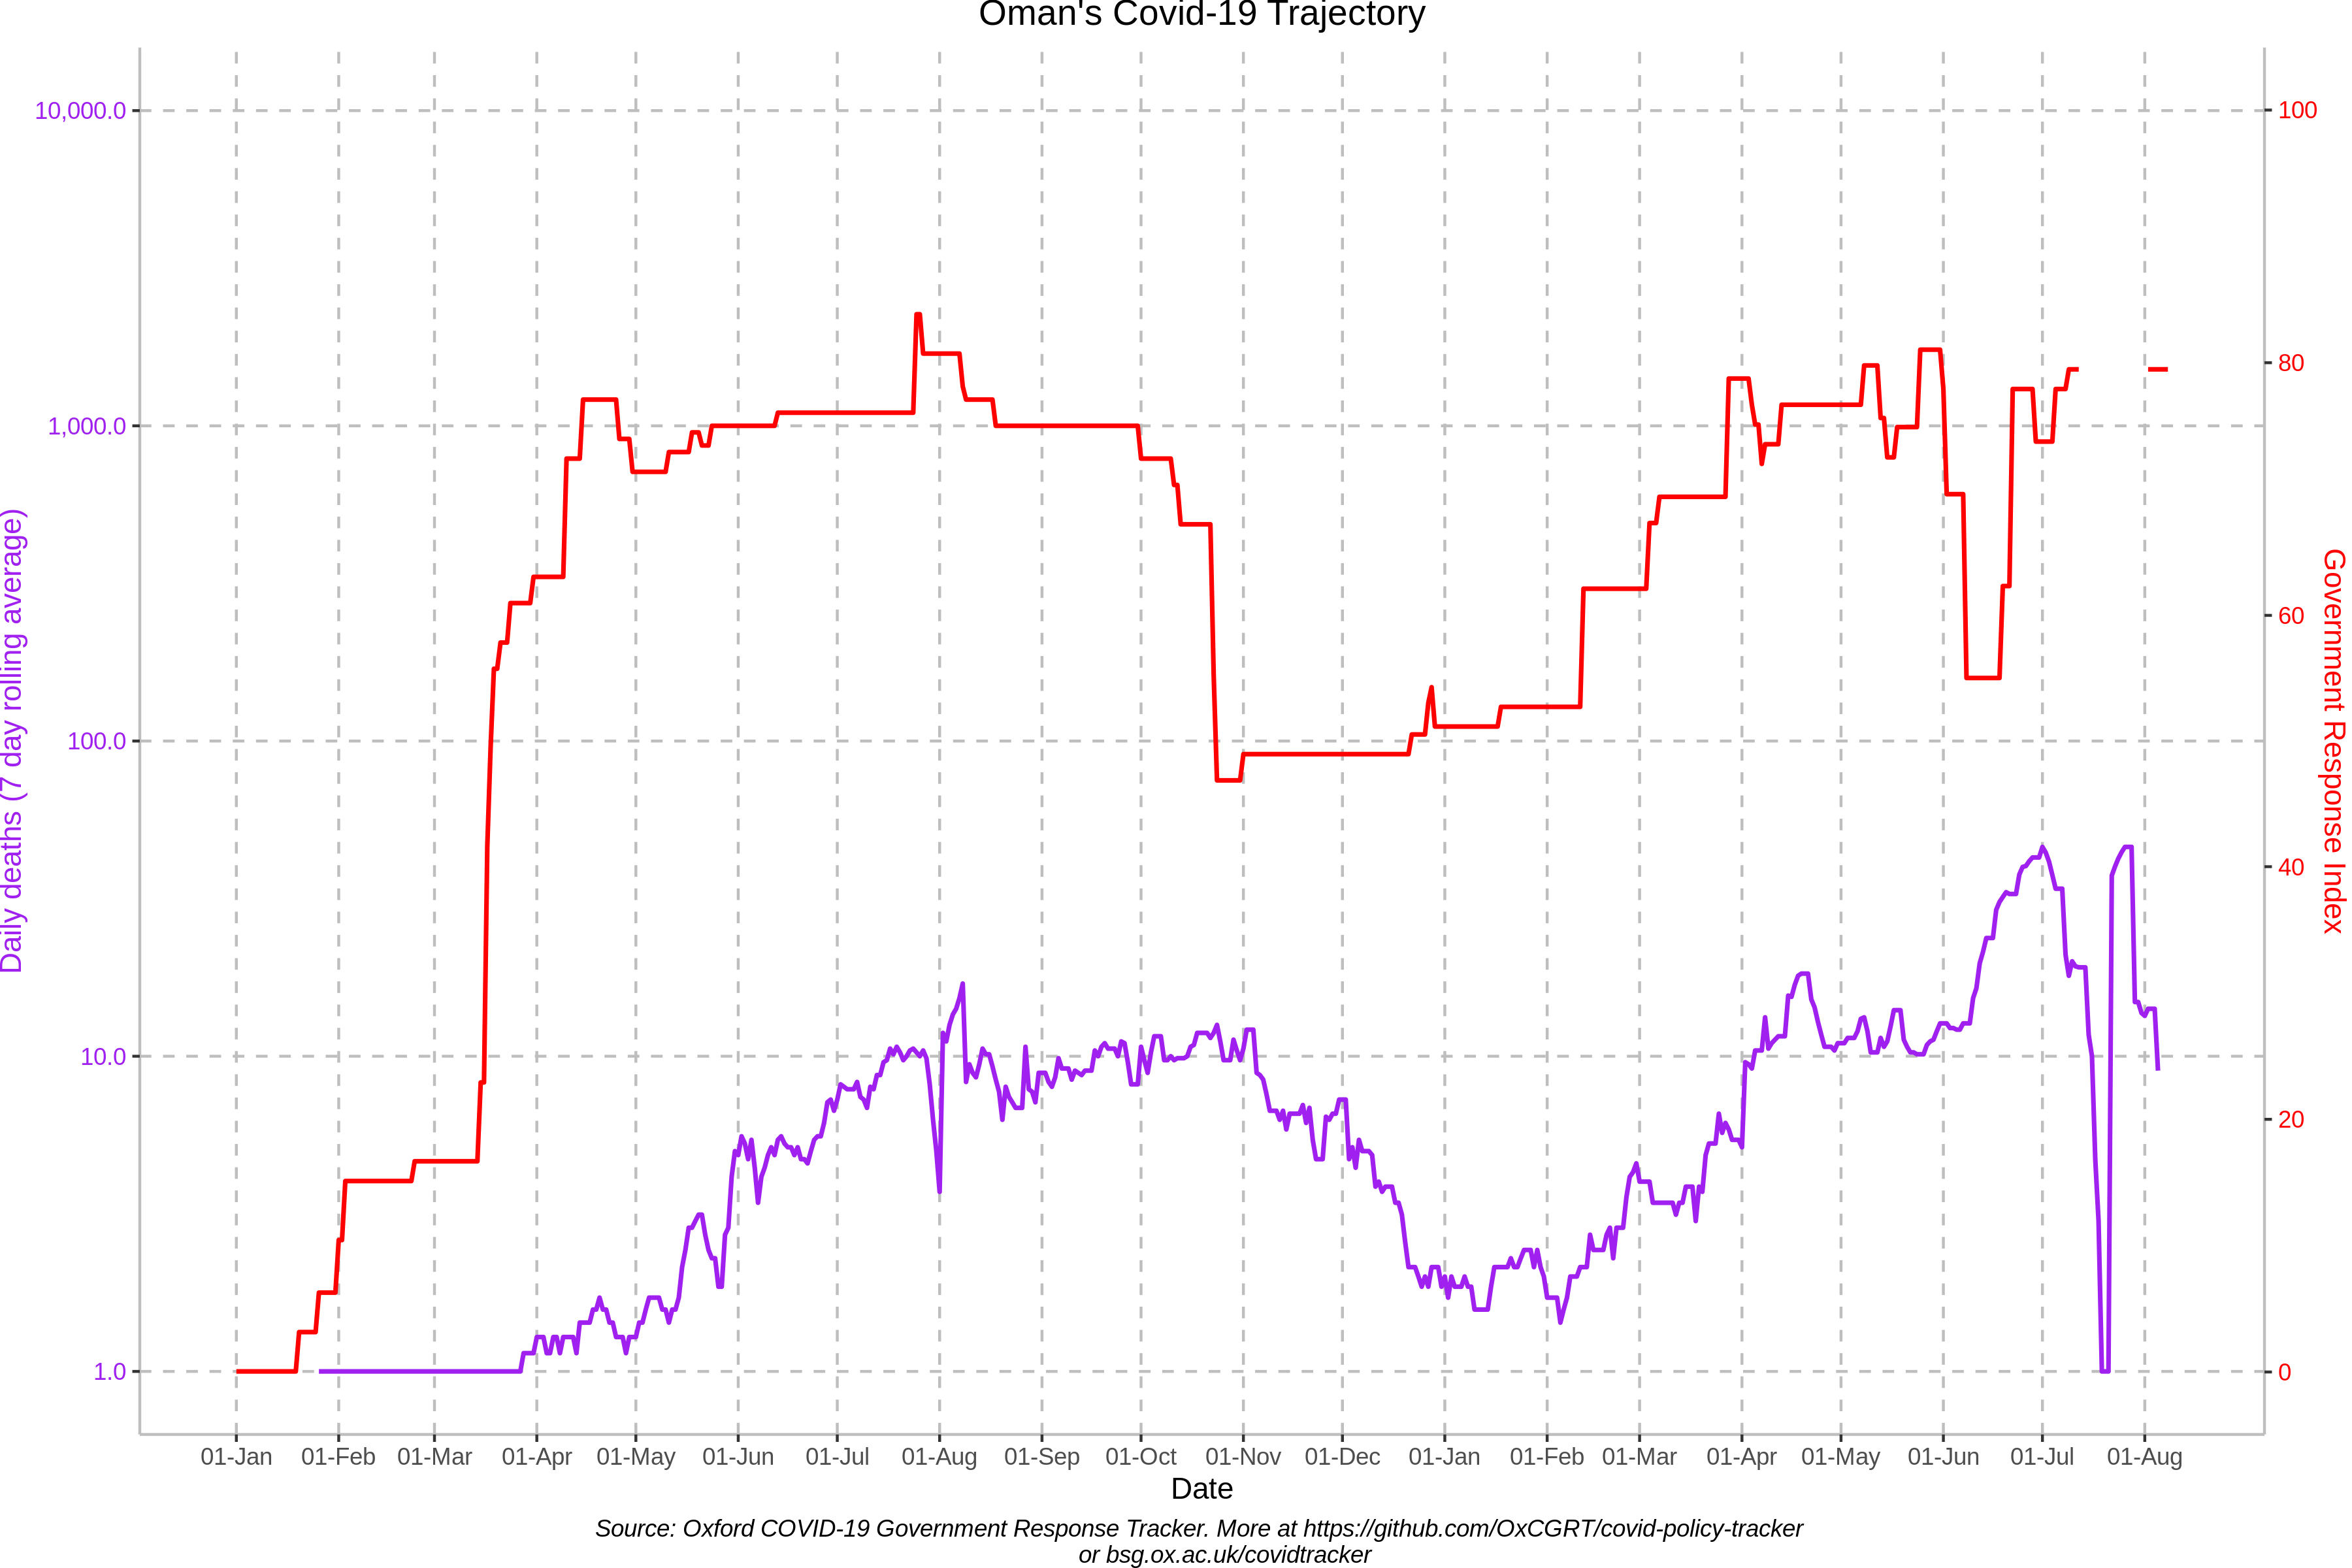 Oman's Covid-19 Trajectory
10,000.0
1,000.0
100.0
10.0
1.0
Daily deaths (7 day rolling average)
100
80
60
40
20
0
Government Response Index
01-Jan 01-Feb 01-Mar 01-Apr 01-May 01-Jun 01-Jul 01-Aug 01-Sep 01-Oct 01-Nov 01-Dec 01-Jan 01-Feb 01-Mar 01-Apr 01-May 01-Jun 01-Jul 01-Aug
Date
Source: Oxford COVID-19 Government Response Tracker. More at https://github.com/OxCGRT/covid-policy-tracker
or bsg.ox.ac.uk/covidtracker